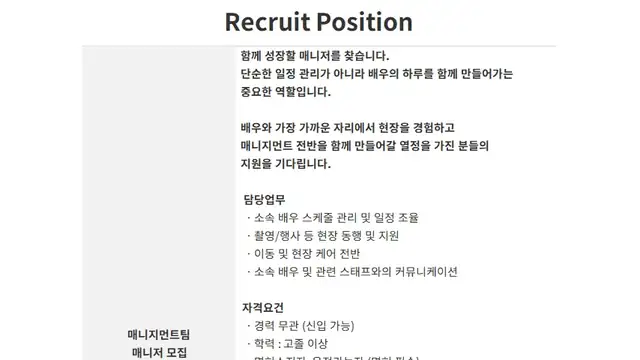 Recruit Position
함께 성장할 매니저를 찾습니다.
단순한 일정 관리가 아니라 배우의 하루를 함께 만들어가는
중요한 역할입니다.
배우와 가장 가까운 자리에서 현장을 경험하고
매니지먼트 전반을 함께 만들어갈 열정을 가진 분들의
지원을 기다립니다.
담당업무
· 소속 배우 스케줄 관리 및 일정 조율
· 촬영/행사 등 현장 동행 및 지원
· 이동 및 현장 케어 전반
· 소속 배우 및 관련 스태프와의 커뮤니케이션
자격요건
· 경력 무관 (신입 가능)
· 학력 : 고졸 이상
매니지먼트팀
매니저 모집